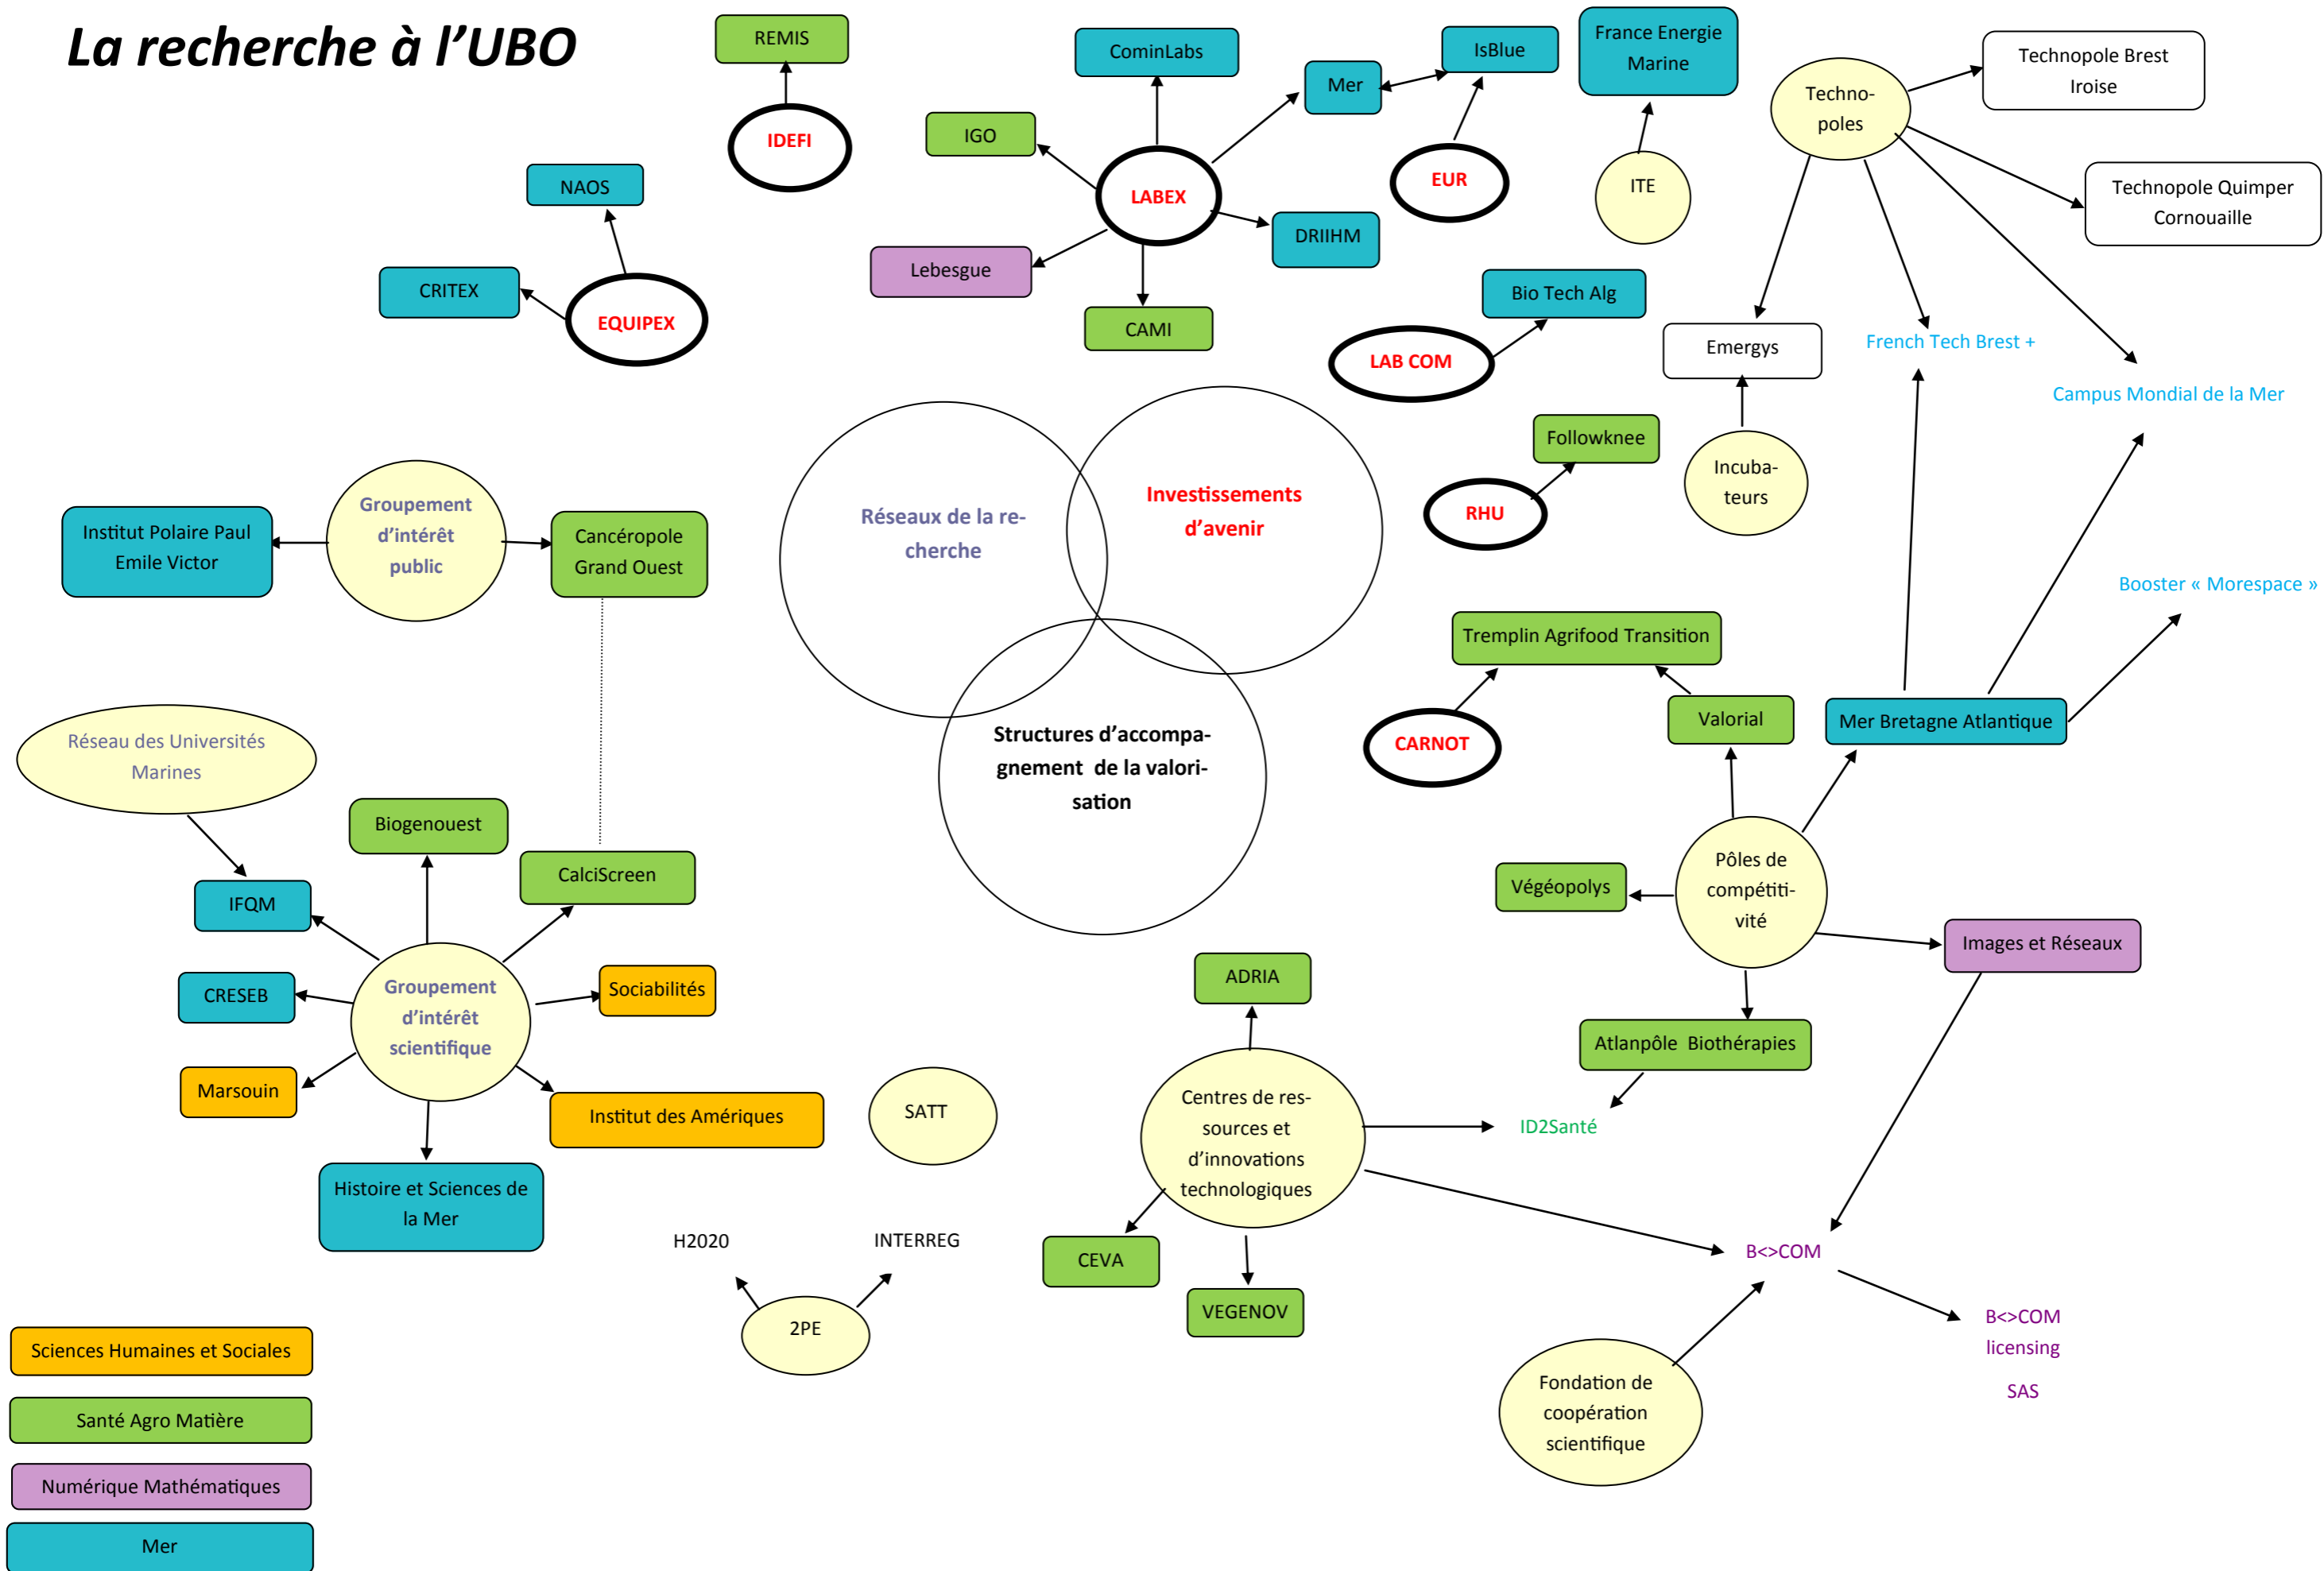 La recherche à l'UBO
REMIS
IDEFI
CominLabs
Mer
IsBlue
IGO
LABEX
EUR
Lebesgue
DRIIHM
CAMI
France Energie
Marine
ITE
Techno-
poles
Technopole Brest
Iroise
Technopole Quimper
Cornouaille
NAOS
CRITEX
EQUIPEX
Bio Tech Alg
LAB COM
Emergys
French Tech Brest +
Campus Mondial de la Mer
Followknee
RHU
Incuba-
teurs
Booster « Morespace »
Groupement
d'intérêt
public
Institut Polaire Paul
Emile Victor
Cancéropole
Grand Ouest
Réseaux de la re-
cherche
Investissements
d'avenir
Structures d'accompa-
gnement  de la valori-
sation
Tremplin Agrifood Transition
CARNOT
Valorial
Mer Bretagne Atlantique
Réseau des Universités
Marines
Biogenouest
CalciScreen
IFQM
CRESEB
Groupement
d'intérêt
scientifique
Sociabilités
Marsouin
Institut des Amériques
Histoire et Sciences de
la Mer
Végéopolys
Pôles de
compétiti-
vité
Images et Réseaux
Atlanpôle  Biothérapies
ADRIA
Centres de res-
sources et
d'innovations
technologiques
ID2Santé
SATT
CEVA
VEGENOV
H2020
INTERREG
2PE
B<>COM
B<>COM
licensing
SAS
Fondation de
coopération
scientifique
Sciences Humaines et Sociales
Santé Agro Matière
Numérique Mathématiques
Mer